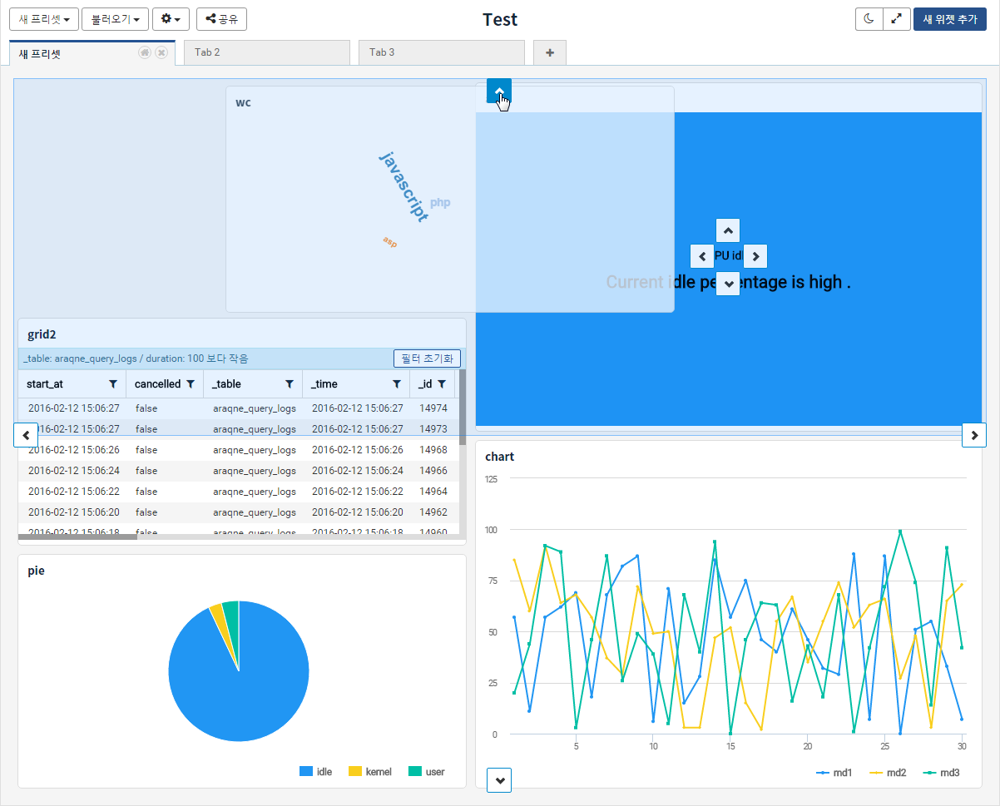 새 프리셋 불러오기 공유 Test 새 위젯 추가
새 프리셋 Tab 2 Tab 3
wc
javascript
php
asp
PU idl
Current idle pe entage is high .
grid2
_table: araqne_query_logs / duration: 100 보다 작음 필터 초기화
start_at cancelled _table _time _id
2016-02-12 15:06:27 false araqne_query_logs 2016-02-12 15:06:27 14974
2016-02-12 15:06:27 false araqne_query_logs 2016-02-12 15:06:27 14973
2016-02-12 15:06:26 false araqne_query_logs 2016-02-12 15:06:26 14968
2016-02-12 15:06:24 false araqne_query_logs 2016-02-12 15:06:24 14966
2016-02-12 15:06:22 false araqne_query_logs 2016-02-12 15:06:22 14964
2016-02-12 15:06:20 false araqne_query_logs 2016-02-12 15:06:20 14962
2016-02-12 15:06:18 false araqne_query_logs 2016-02-12 15:06:18 14960
chart
125
100
75
50
25
0
5 10 15 20 25 30
rnd1 rnd2 rnd3
pie
idle kernel user